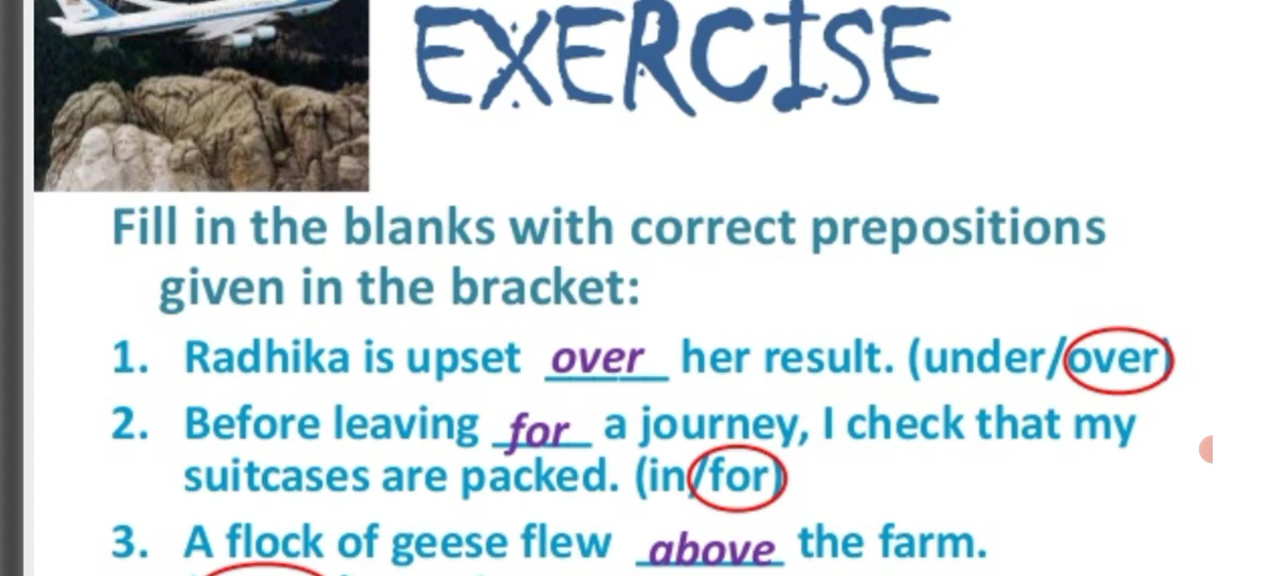 EXERCISE
Fill in the blanks with correct prepositions
given in the bracket:
1. Radhika is upset over her result. (under/over)
2. Before leaving for a journey, I check that my
suitcases are packed. (in/for)
3. A flock of geese flew above the farm.